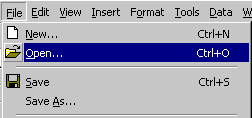 File Edit View Insert Format Tools Data W
New... Ctrl+N
Open... Ctrl+O
Save Ctrl+S
Save As...